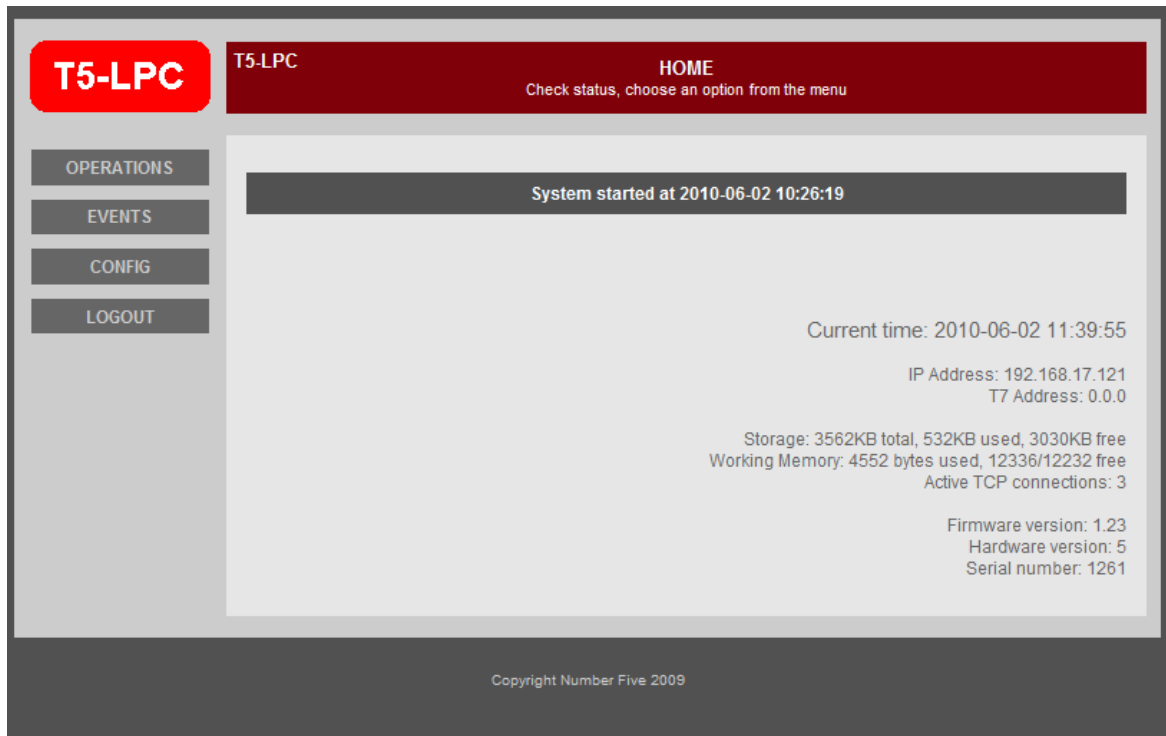 T5-LPC
T5-LPC
HOME
Check status, choose an option from the menu
OPERATIONS
EVENTS
CONFIG
LOGOUT
System started at 2010-06-02 10:26:19
Current time: 2010-06-02 11:39:55
IP Address: 192.168.17.121
T7 Address: 0.0.0
Storage: 3562KB total, 532KB used, 3030KB free
Working Memory: 4552 bytes used, 12336/12232 free
Active TCP connections: 3
Firmware version: 1.23
Hardware version: 5
Serial number: 1261
Copyright Number Five 2009